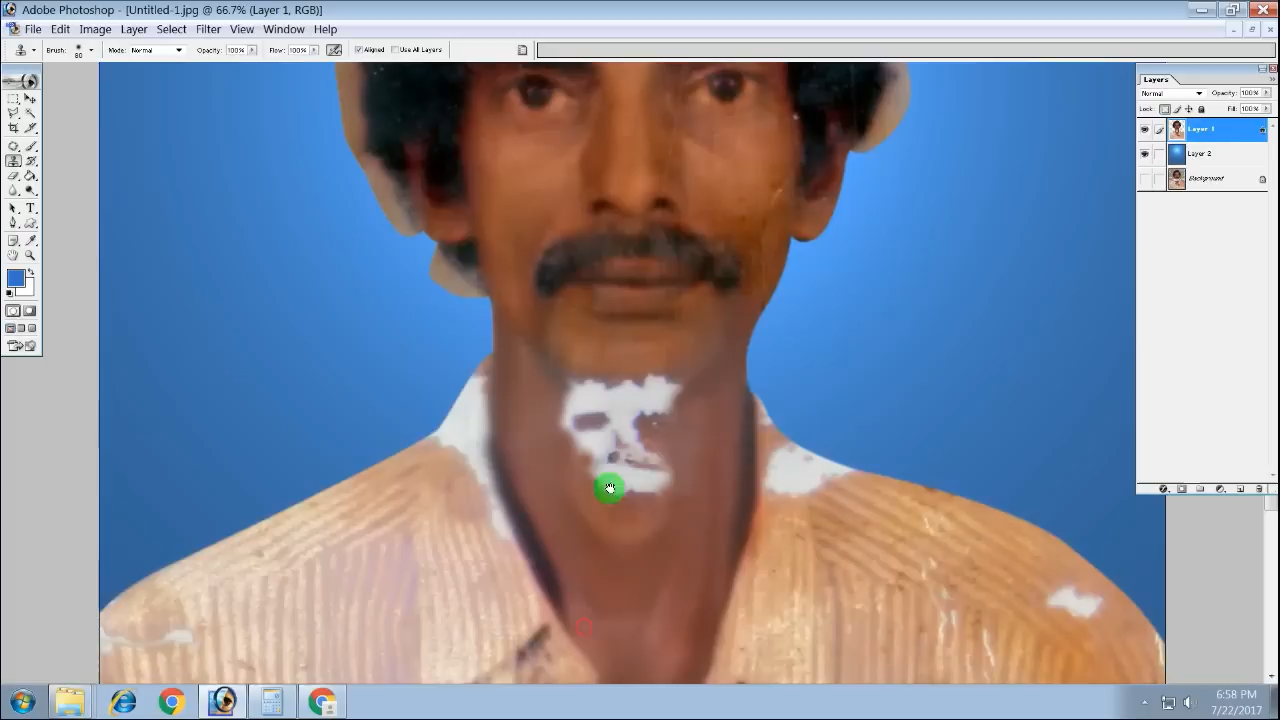 Adobe Photoshop - [Untitled-1.jpg @ 66.7% (Layer 1, RGB)]
File Edit Image Layer Select Filter View Window Help
Brush: 80 Mode: Normal Opacity: 100% Flow: 100% Aligned Use All Layers
Layers
Normal Opacity: 100%
Lock: Fill: 100%
Layer 1
Layer 2
Background
T
6:58 PM
7/22/2017